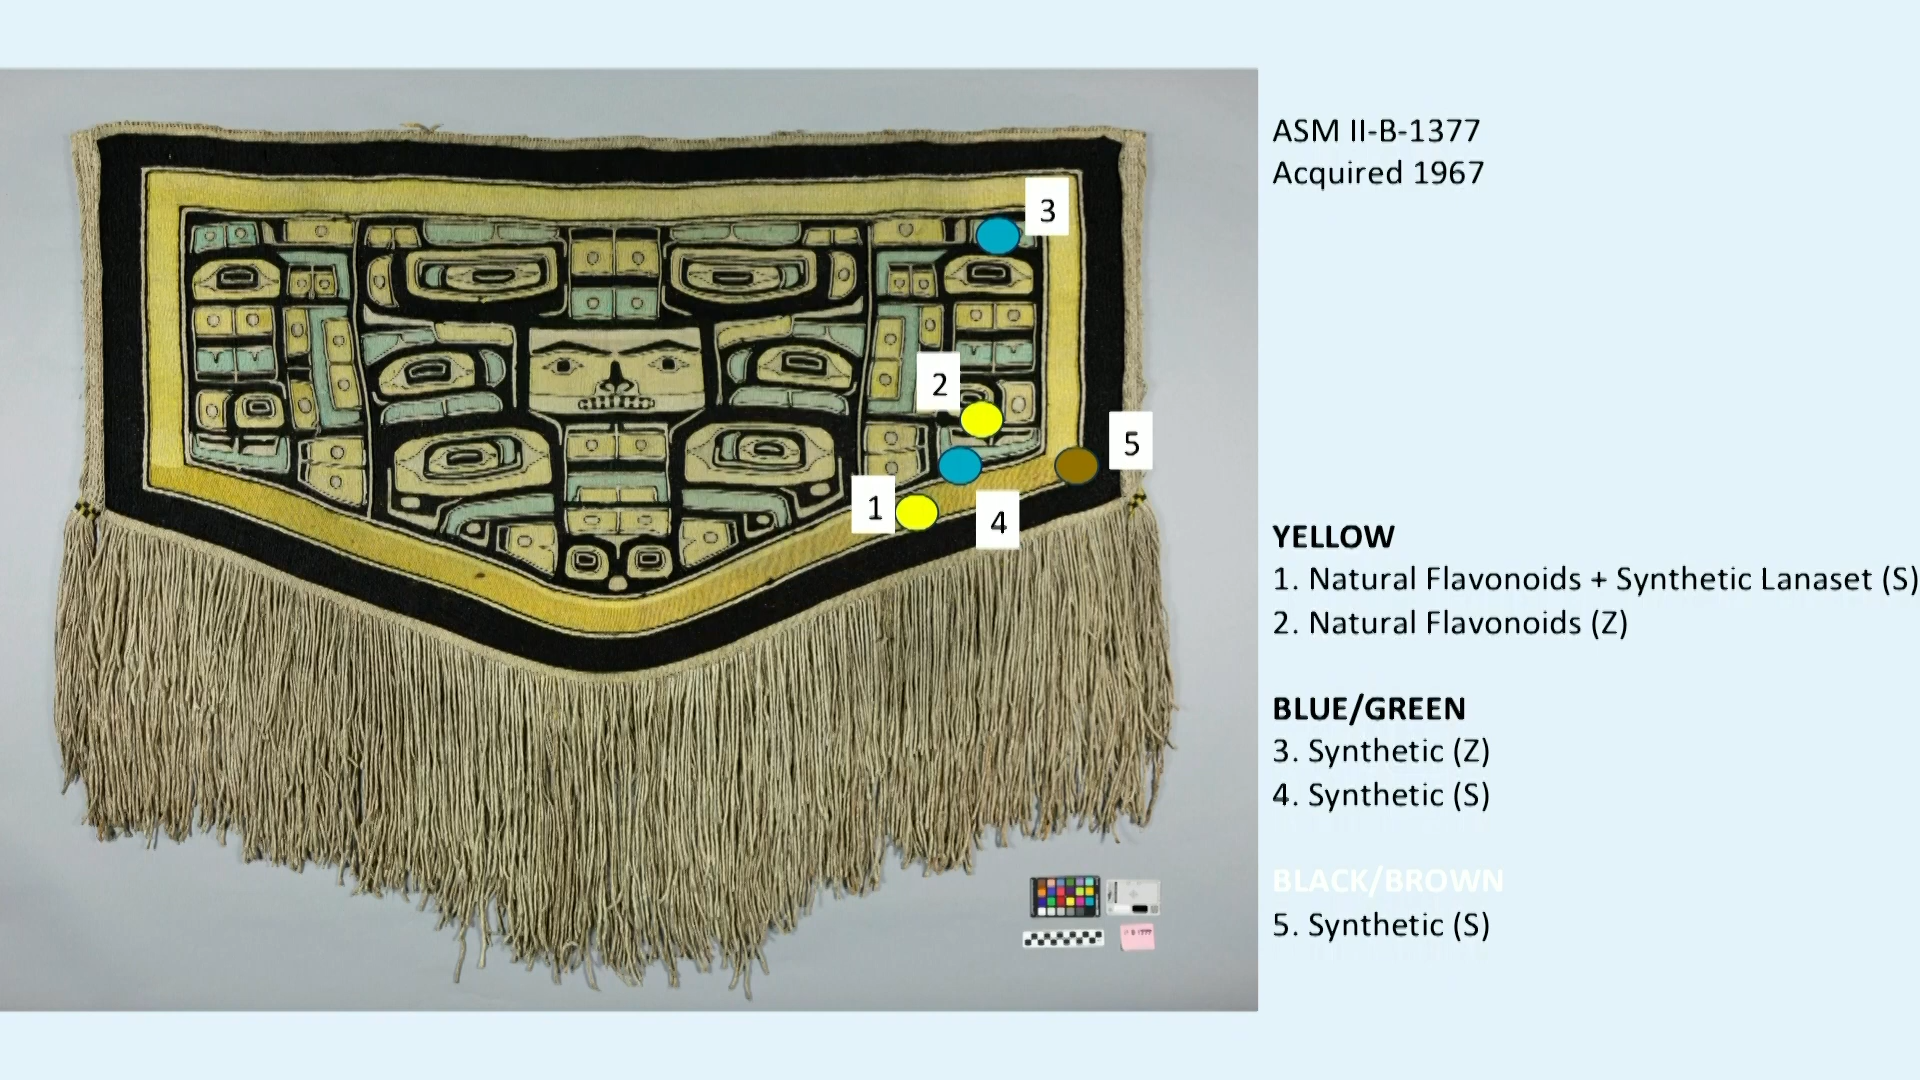 ASM II-B-1377
Acquired 1967
3
2
5
1
4
YELLOW
1. Natural Flavonoids + Synthetic Lanaset (S)
2. Natural Flavonoids (Z)
BLUE/GREEN
3. Synthetic (Z)
4. Synthetic (S)
BLACK/BROWN
5. Synthetic (S)